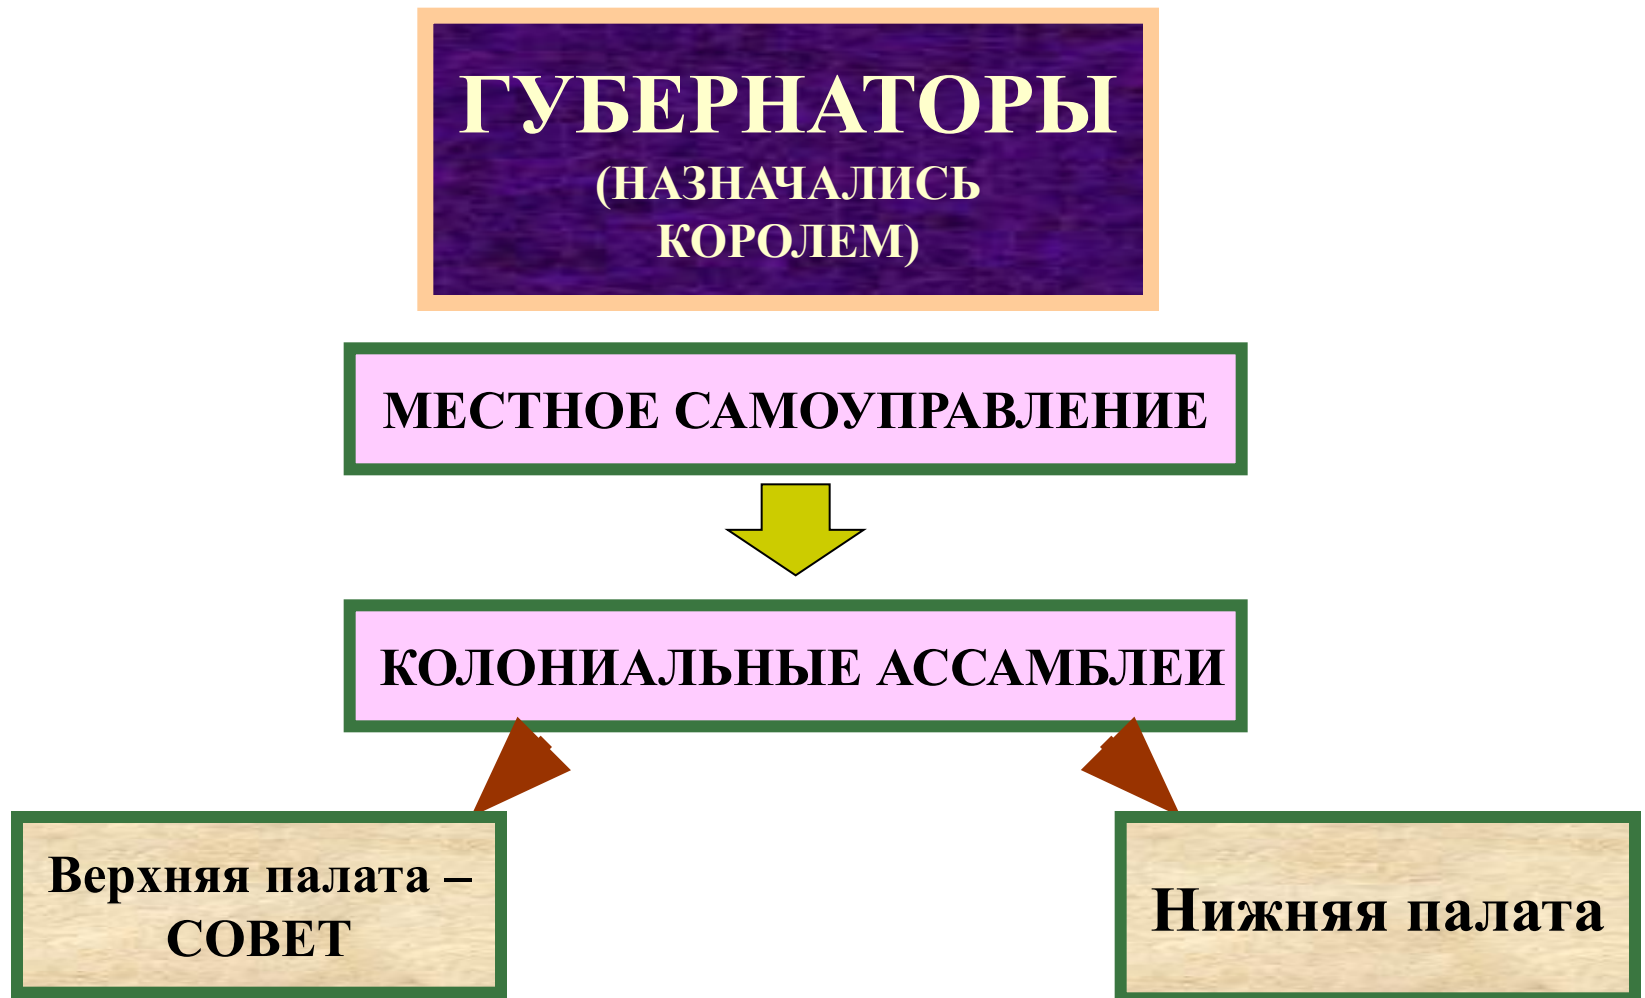 ГУБЕРНАТОРЫ
(НАЗНАЧАЛИСЬ
КОРОЛЕМ)
МЕСТНОЕ САМОУПРАВЛЕНИЕ
КОЛОНИАЛЬНЫЕ АССАМБЛЕИ
Верхняя палата –
СОВЕТ
Нижняя палата